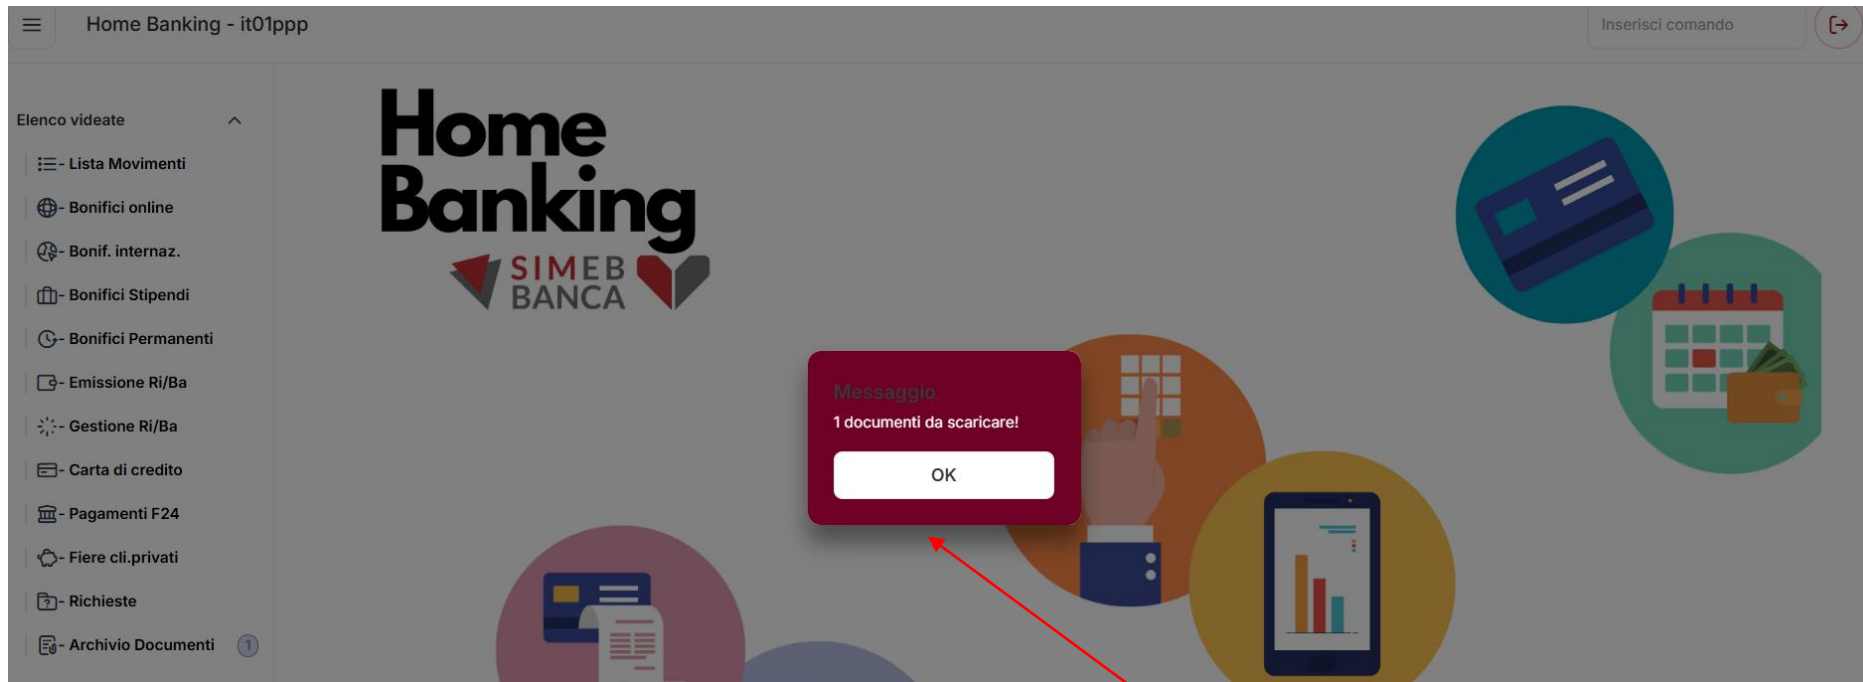 Home Banking - it01ppp
Inserisci comando
Elenco videate
- Lista Movimenti
- Bonifici online
- Bonif. internaz.
- Bonifici Stipendi
- Bonifici Permanenti
- Emissione Ri/Ba
- Gestione Ri/Ba
- Carta di credito
- Pagamenti F24
- Fiere cli.privati
- Richieste
- Archivio Documenti 1
Home
Banking
SIMEB
BANCA
Messaggio
1 documenti da scaricare!
OK